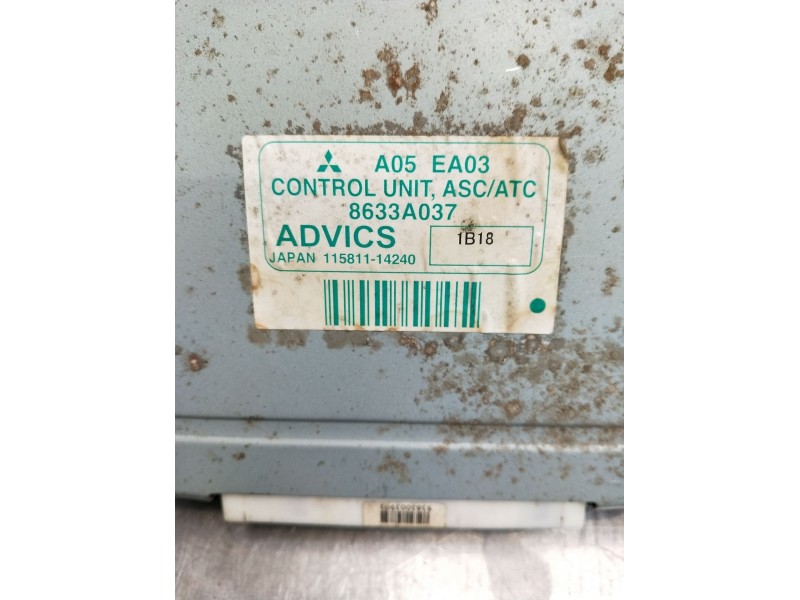 A05 EA03
CONTROL UNIT, ASC/ATC
8633A037
ADVICS 1B18
JAPAN 115811-14240